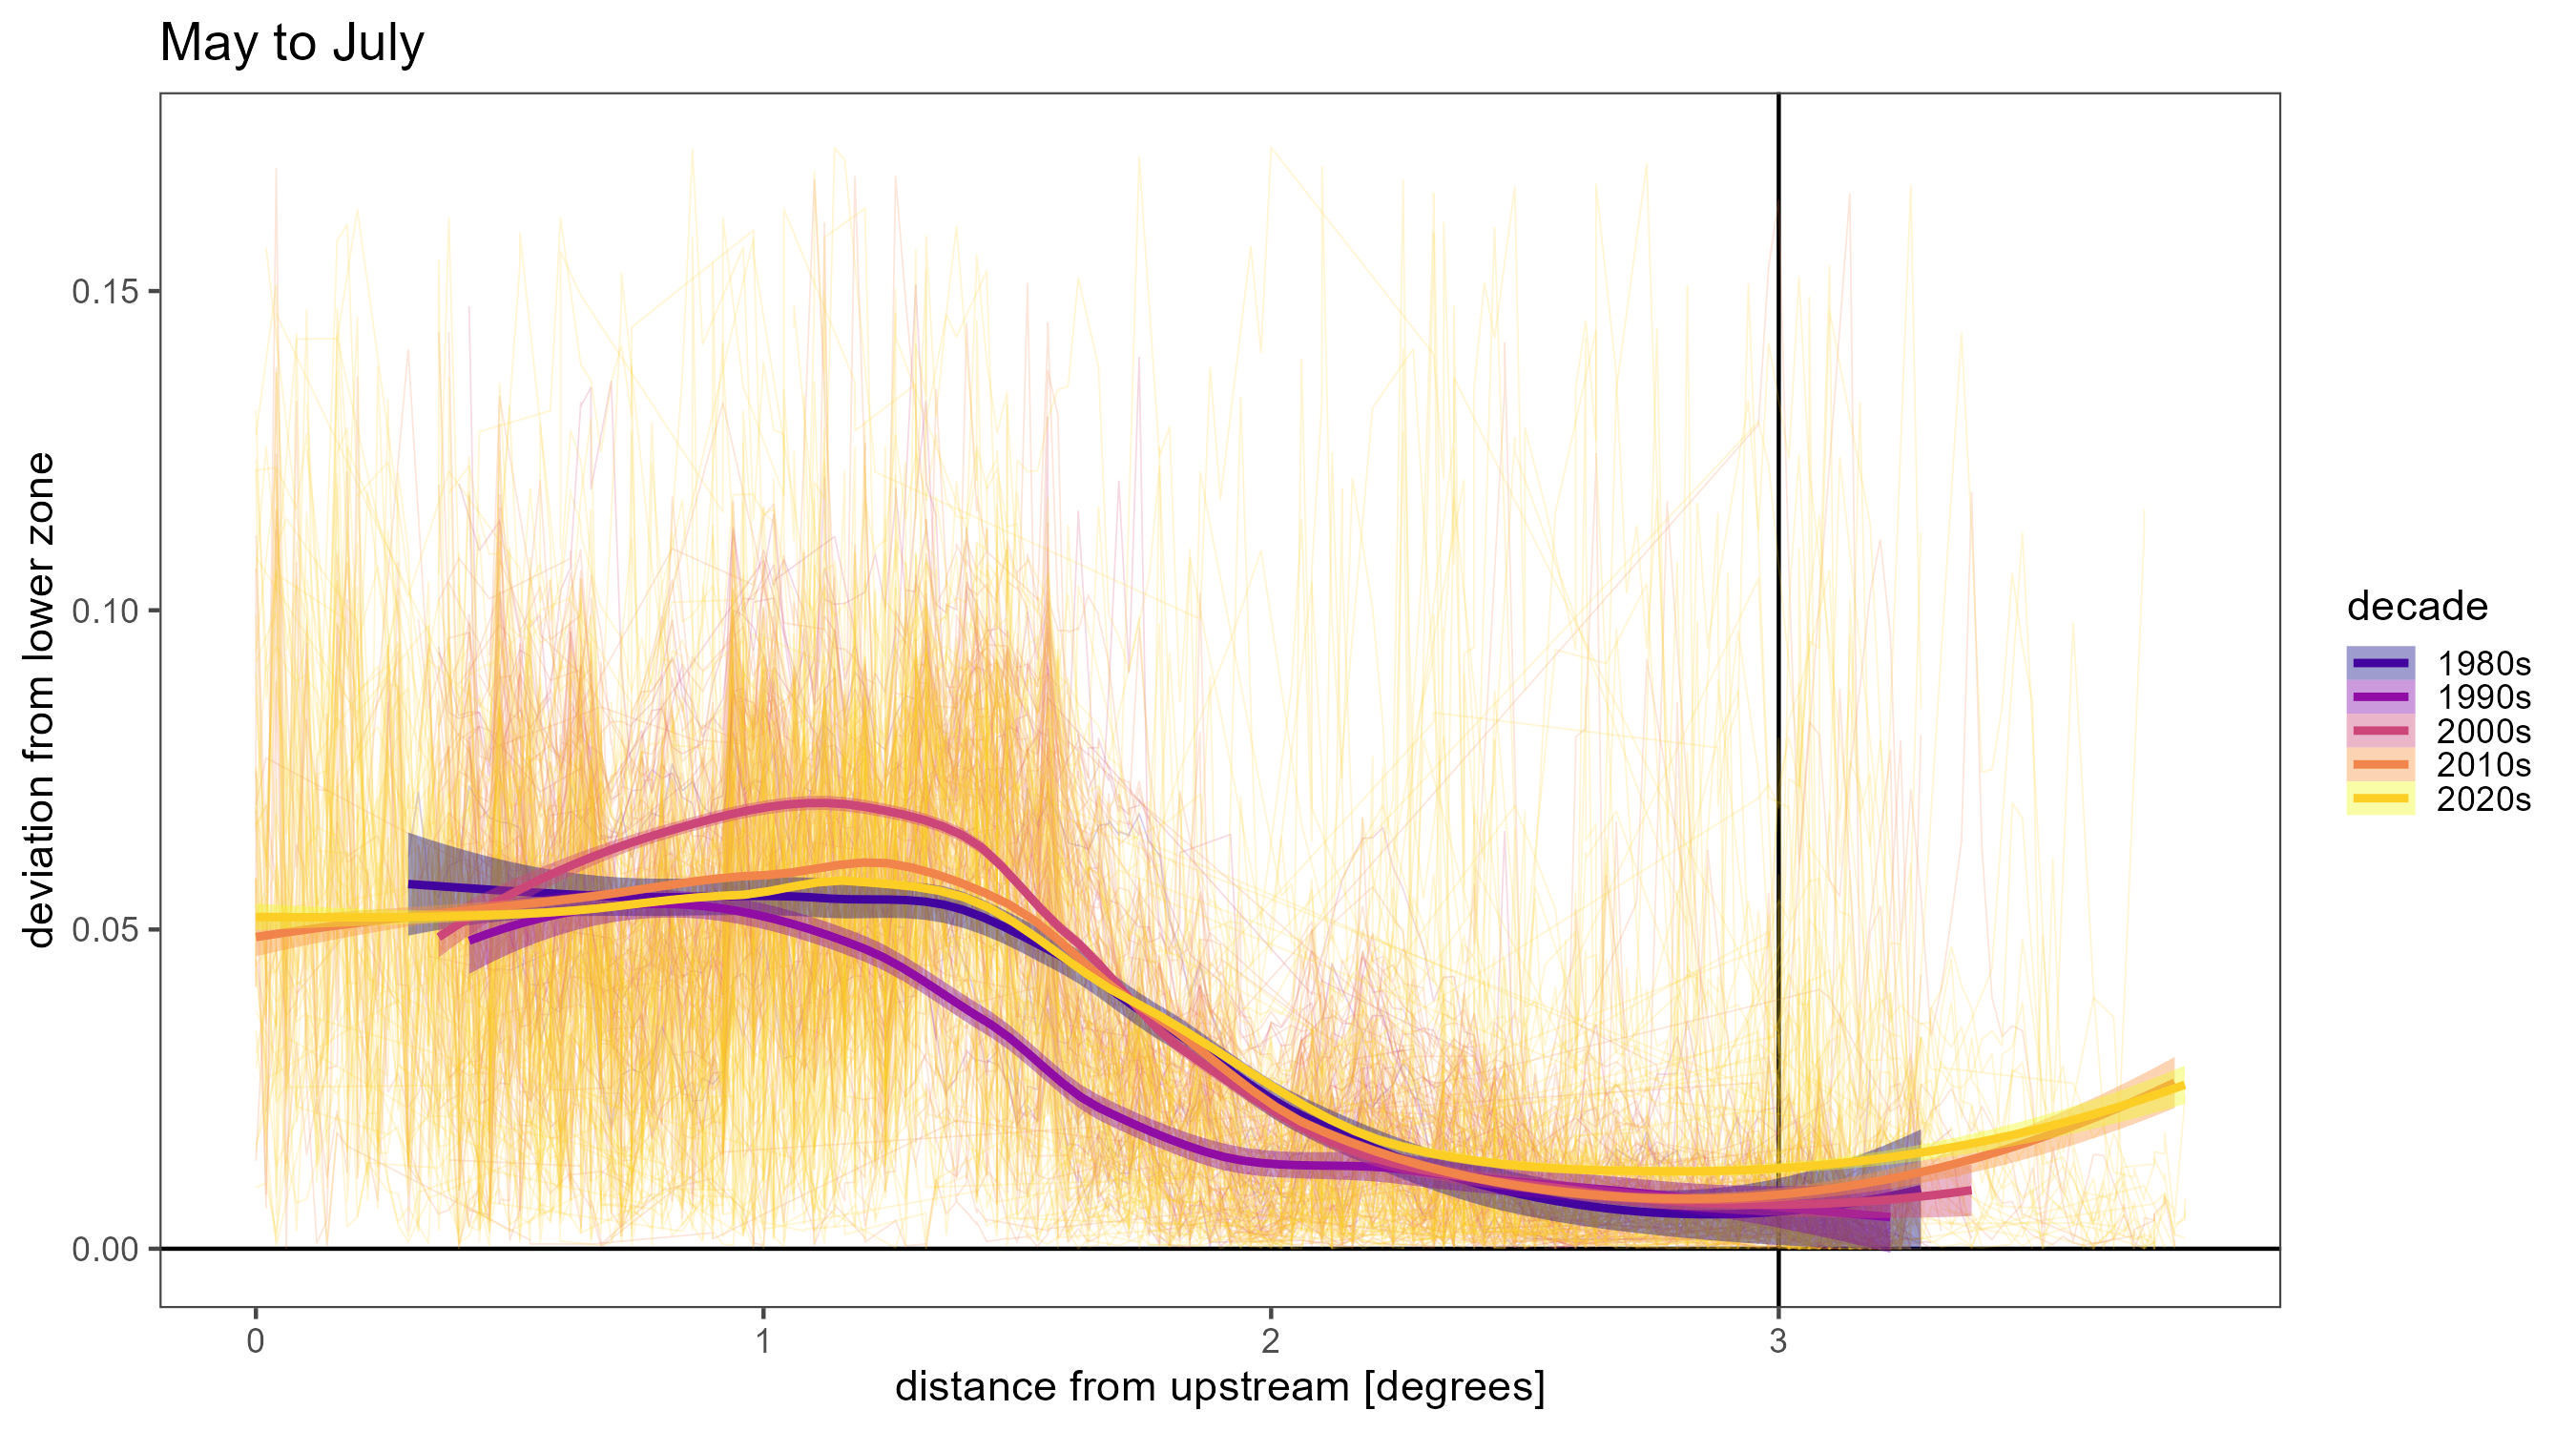 May to July
deviation from lower zone
0.15
0.10
0.05
0.00
0
1
2
3
distance from upstream [degrees]
decade
1980s
1990s
2000s
2010s
2020s